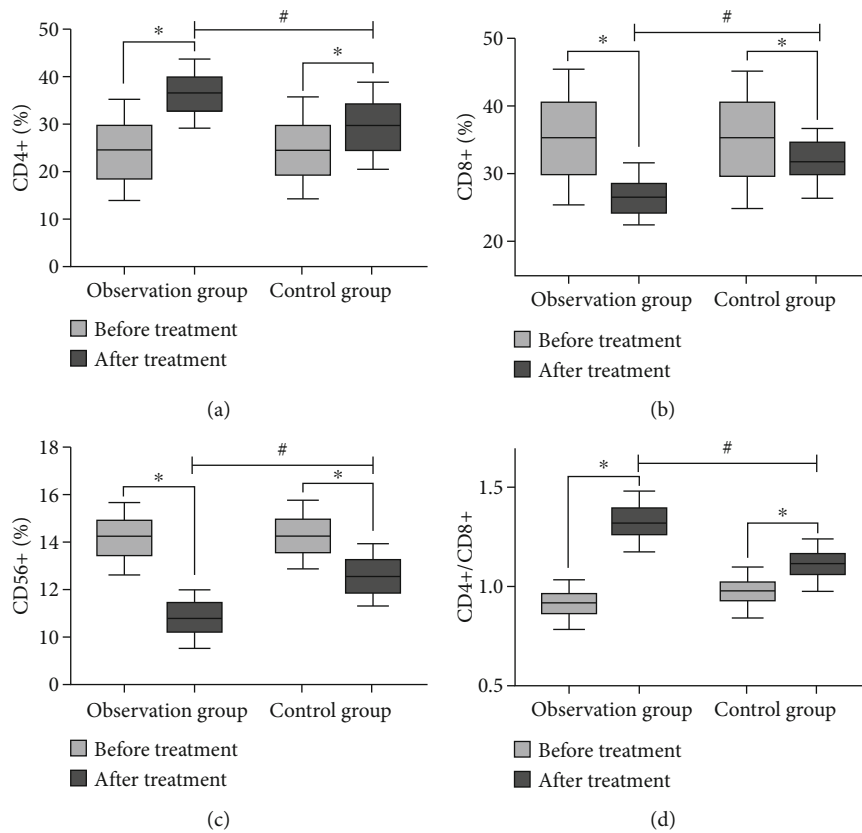 CD4+ (%)
50
40
30
20
10
0
*
#
*
Observation group
Control group
Before treatment
After treatment
(a)
CD8+ (%)
50
40
30
20
*
#
*
Observation group
Control group
Before treatment
After treatment
(b)
CD56+ (%)
18
16
14
12
10
8
*
#
*
Observation group
Control group
Before treatment
After treatment
(c)
CD4+/CD8+
1.5
1.0
0.5
*
#
*
Observation group
Control group
Before treatment
After treatment
(d)